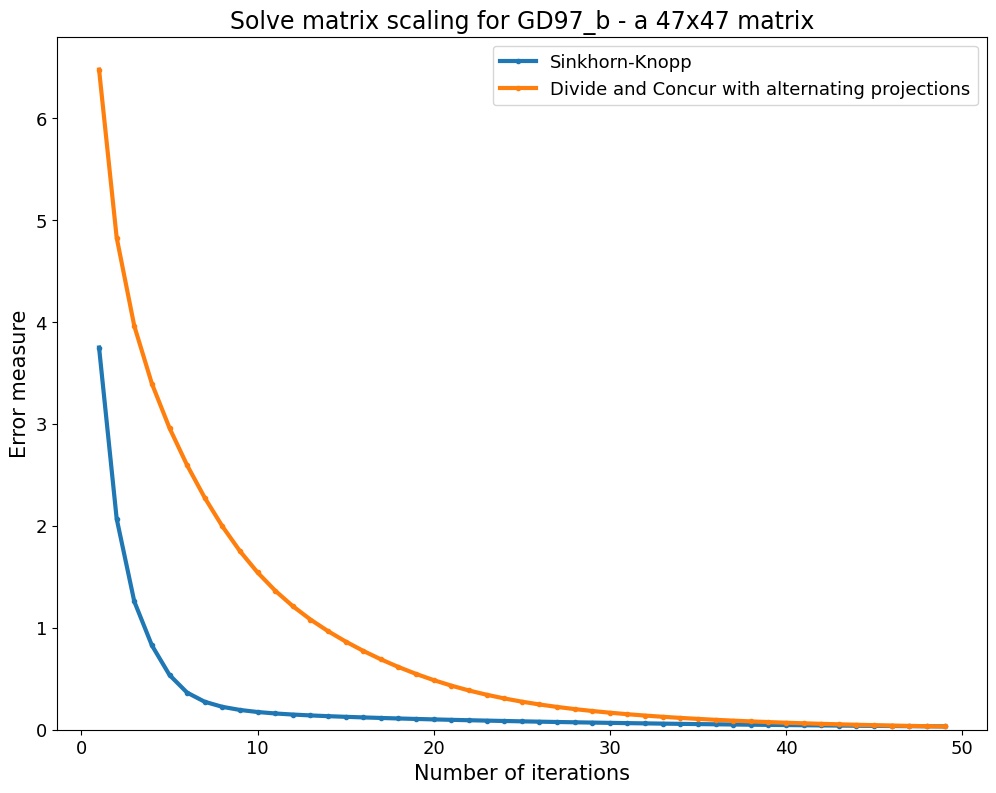 Solve matrix scaling for GD97_b - a 47x47 matrix
Sinkhorn-Knopp
Divide and Concur with alternating projections
Error measure
6
5
4
3
2
1
0
0 10 20 30 40 50
Number of iterations